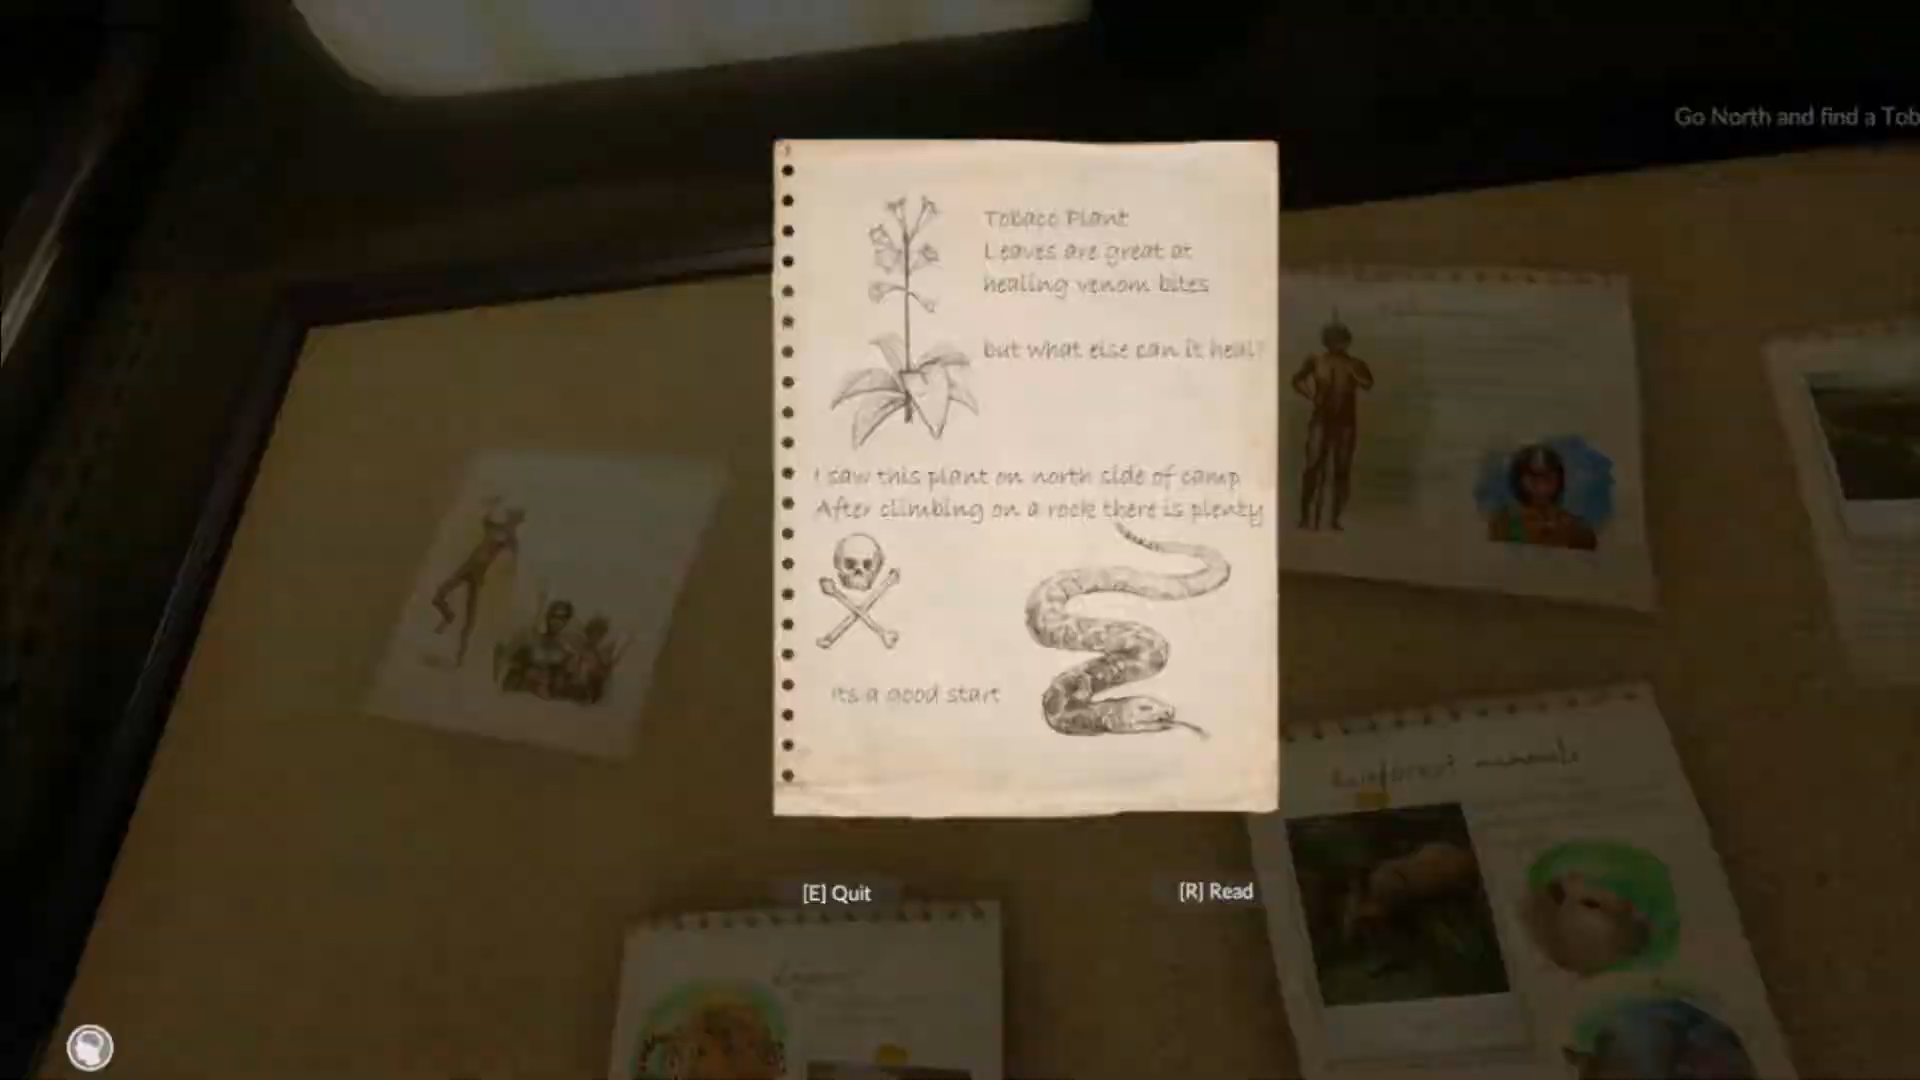 Go North and find a Tob
Tobacc Plant
Leaves are great at
healing venom bites
but what else can it heal?
I saw this plant on north side of camp
After climbing on a rock there is plenty
its a good start
[E] Quit
[R] Read